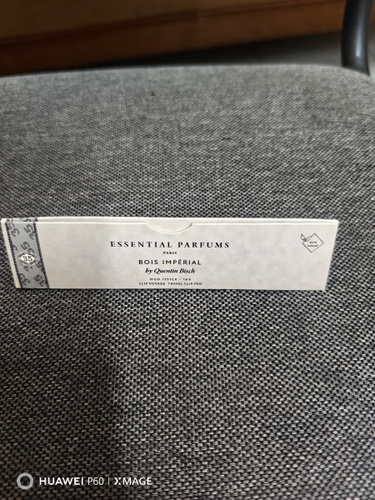 ESSENTIAL PARFUMS
PARIS
BOIS IMPÉRIAL
by Quentin Bisch
CLIP VOYAGE TRAVEL CLIP PEN
HUAWEI P60 | XMAGE